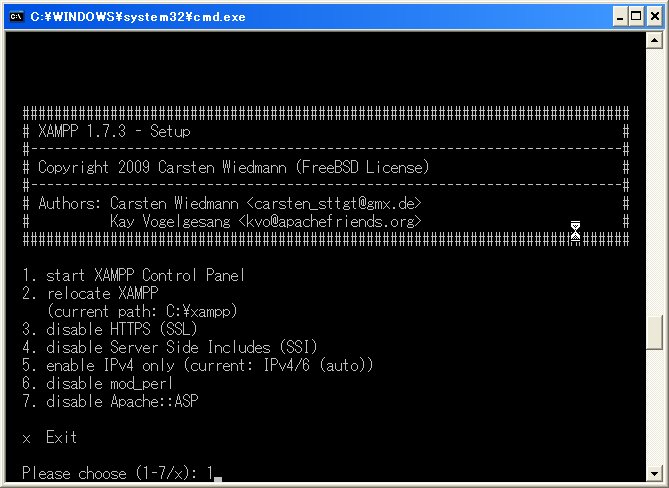 C:¥WINDOWS¥system32¥cmd.exe
###########################################################################
# XAMPP 1.7.3 - Setup #
#-------------------------------------------------------------------------#
# Copyright 2009 Carsten Wiedmann (FreeBSD License) #
#-------------------------------------------------------------------------#
# Authors: Carsten Wiedmann <carsten_sttgt@gmx.de> #
# Kay Vogelgesang <kvo@apachefriends.org> #
###########################################################################
1. start XAMPP Control Panel
2. relocate XAMPP
(current path: C:¥xampp)
3. disable HTTPS (SSL)
4. disable Server Side Includes (SSI)
5. enable IPv4 only (current: IPv4/6 (auto))
6. disable mod_perl
7. disable Apache::ASP
x Exit
Please choose (1-7/x): 1